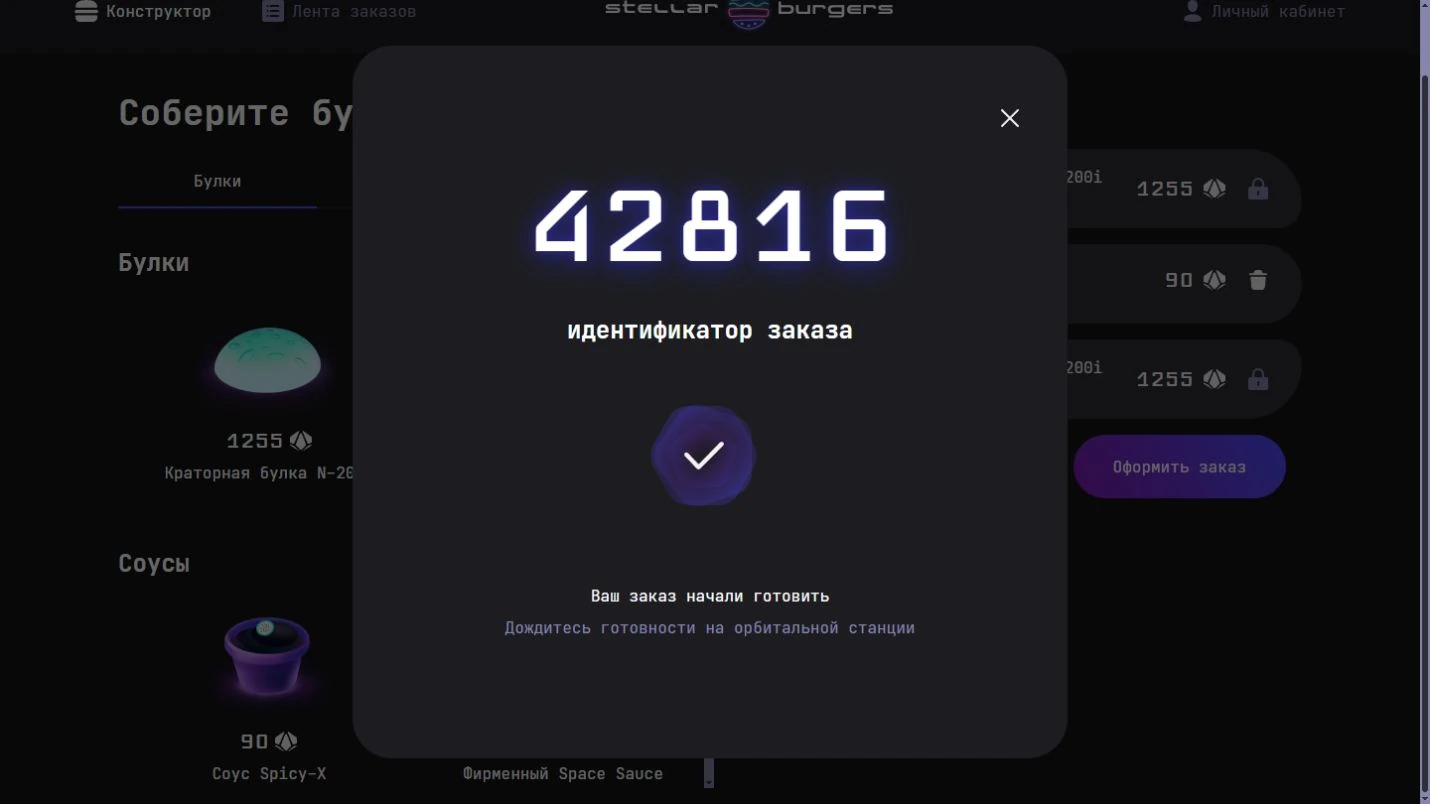 Конструктор
Лента заказов
stellar burgers
Личный кабинет
Соберите бу
Булки
Булки
1255
Краторная булка N-20
Соусы
90
Соус Spicy-X
Фирменный Space Sauce
42816
идентификатор заказа
Ваш заказ начали готовить
Дождитесь готовности на орбитальной станции
200i
1255
90
200i
1255
Оформить заказ